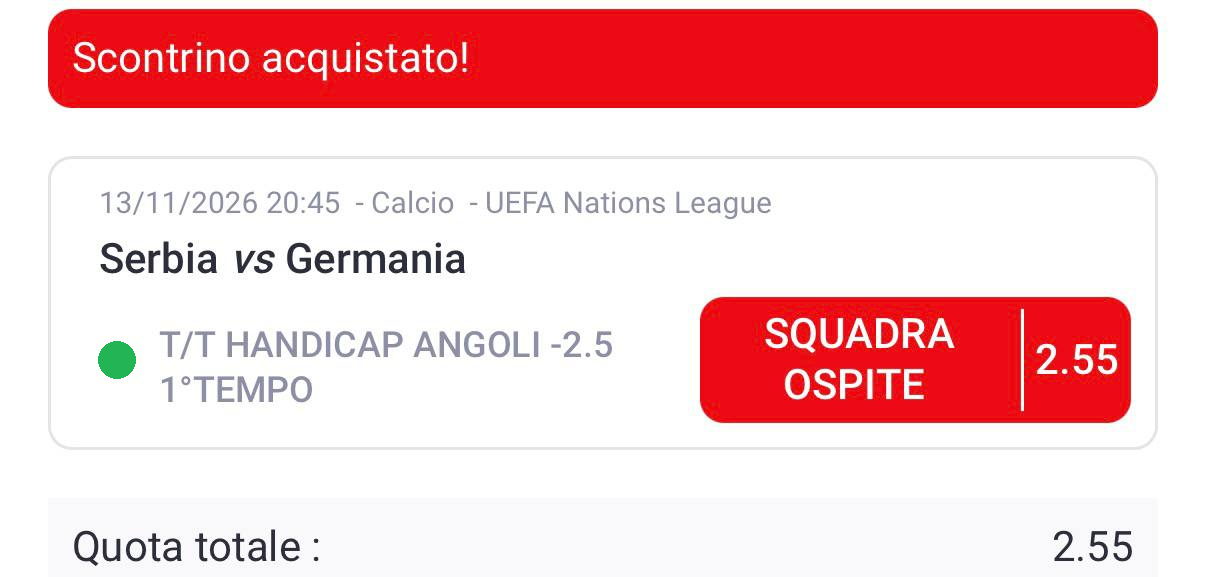 Scontrino acquistato!
13/11/2026 20:45 - Calcio - UEFA Nations League
Serbia vs Germania
T/T HANDICAP ANGOLI -2.5
1°TEMPO
SQUADRA
OSPITE
2.55
Quota totale : 2.55